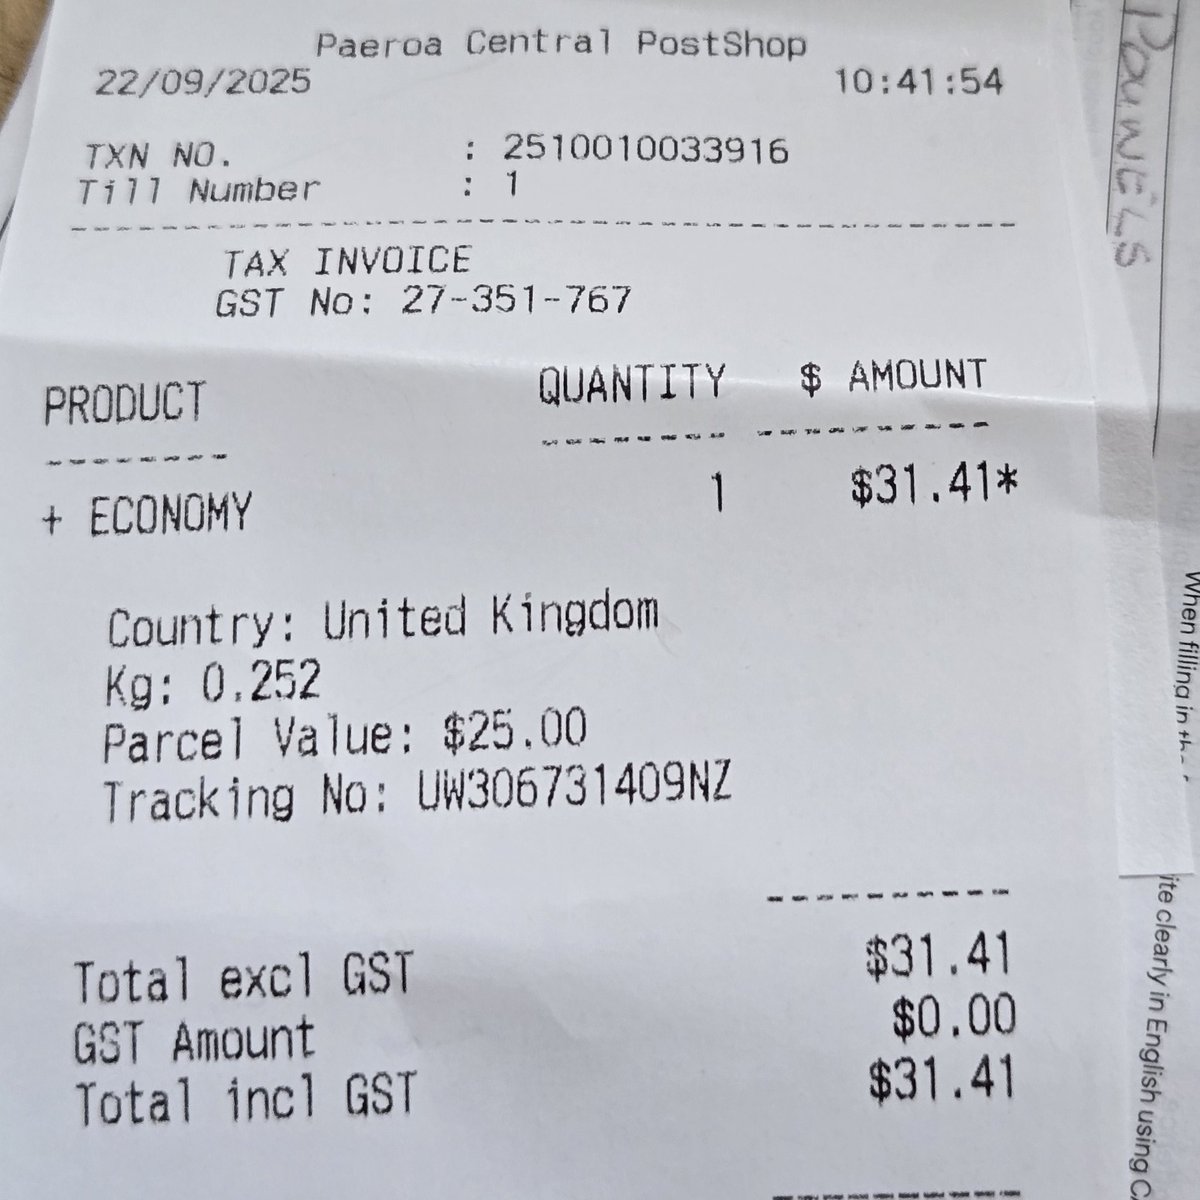 Paeroa Central PostShop
22/09/2025 10:41:54
TXN NO. : 2510010033916
Till Number : 1
TAX INVOICE
GST No: 27-351-767
PRODUCT QUANTITY $ AMOUNT
+ ECONOMY 1 $31.41*
Country: United Kingdom
Kg: 0.252
Parcel Value: $25.00
Tracking No: UW306731409NZ
Total excl GST $31.41
GST Amount $0.00
Total incl GST $31.41
When filling in
clearly in English using